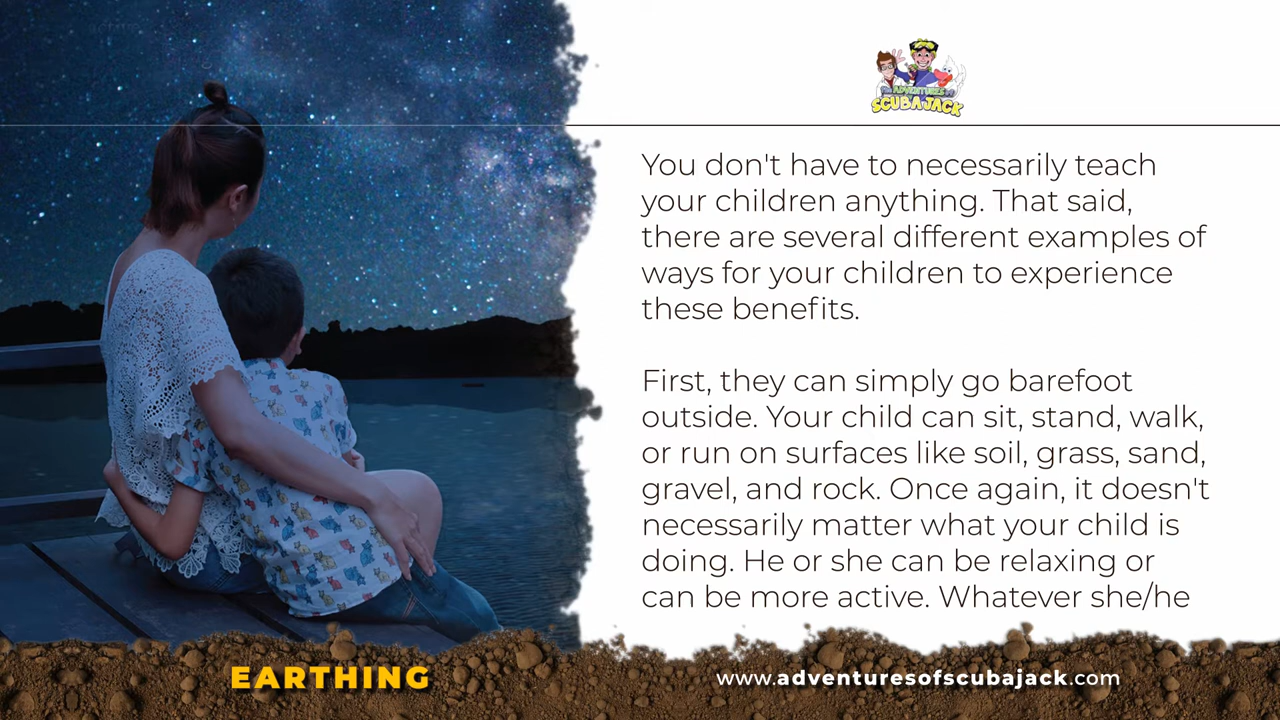 The ADVENTURES of
SCUBA JACK
You don't have to necessarily teach
your children anything. That said,
there are several different examples of
ways for your children to experience
these benefits.
First, they can simply go barefoot
outside. Your child can sit, stand, walk,
or run on surfaces like soil, grass, sand,
gravel, and rock. Once again, it doesn't
necessarily matter what your child is
doing. He or she can be relaxing or
can be more active. Whatever she/he
EARTHING
www.adventuresofscubajack.com